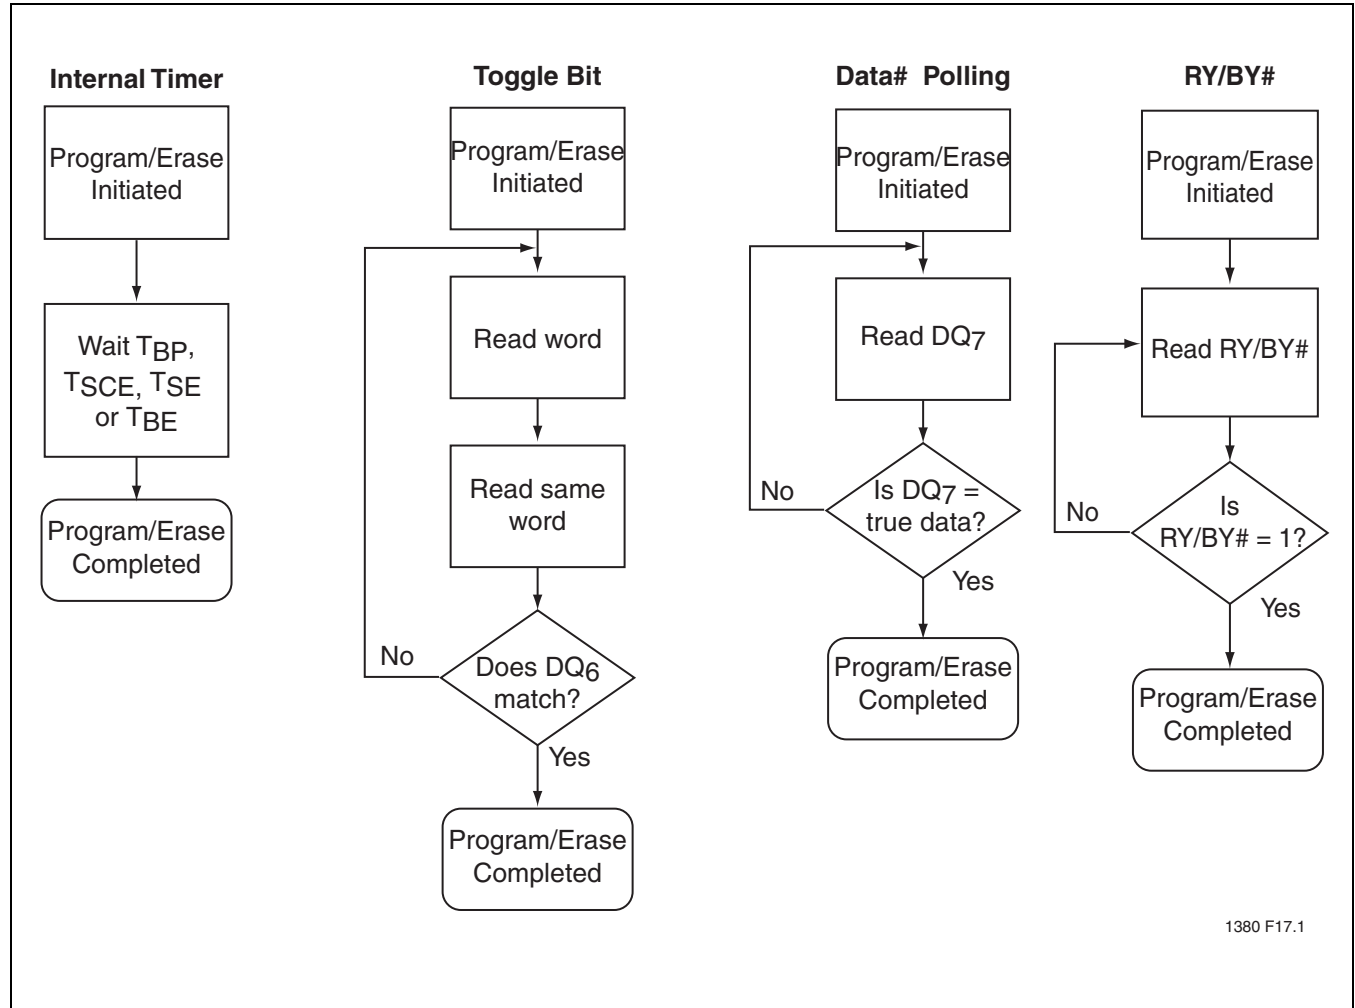 Internal Timer
Program/Erase
Initiated
Wait TBP,
TSCE, TSE
or TBE
Program/Erase
Completed
Toggle Bit
Program/Erase
Initiated
Read word
Read same
word
Does DQ6
match?
No
Yes
Program/Erase
Completed
Data# Polling
Program/Erase
Initiated
Read DQ7
Is DQ7 =
true data?
No
Yes
Program/Erase
Completed
RY/BY#
Program/Erase
Initiated
Read RY/BY#
Is
RY/BY# = 1?
No
Yes
Program/Erase
Completed
1380 F17.1